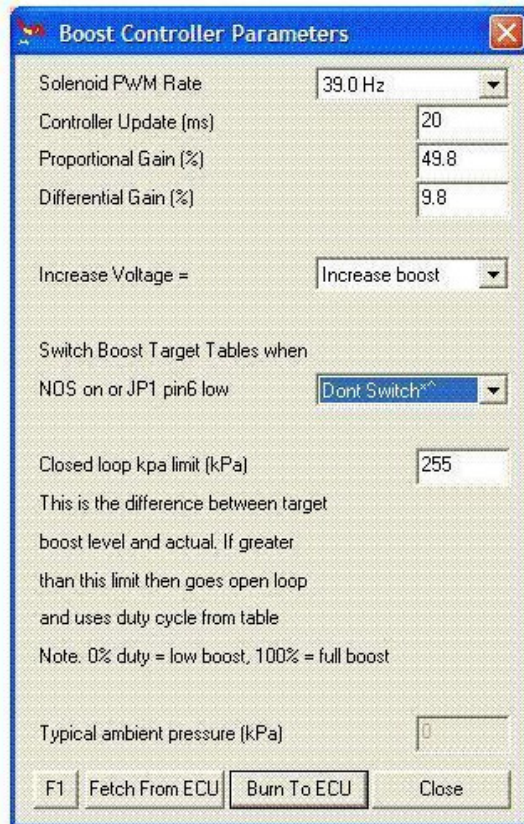 Boost Controller Parameters
Solenoid PWM Rate 39.0 Hz
Controller Update (ms) 20
Proportional Gain (%) 49.8
Differential Gain (%) 9.8
Increase Voltage = Increase boost
Switch Boost Target Tables when
NOS on or JP1 pin6 low Dont Switch*^
Closed loop kpa limit (kPa) 255
This is the difference between target
boost level and actual. If greater
than this limit then goes open loop
and uses duty cycle from table
Note. 0% duty = low boost, 100% = full boost
Typical ambient pressure (kPa) 0
F1 Fetch From ECU Burn To ECU Close